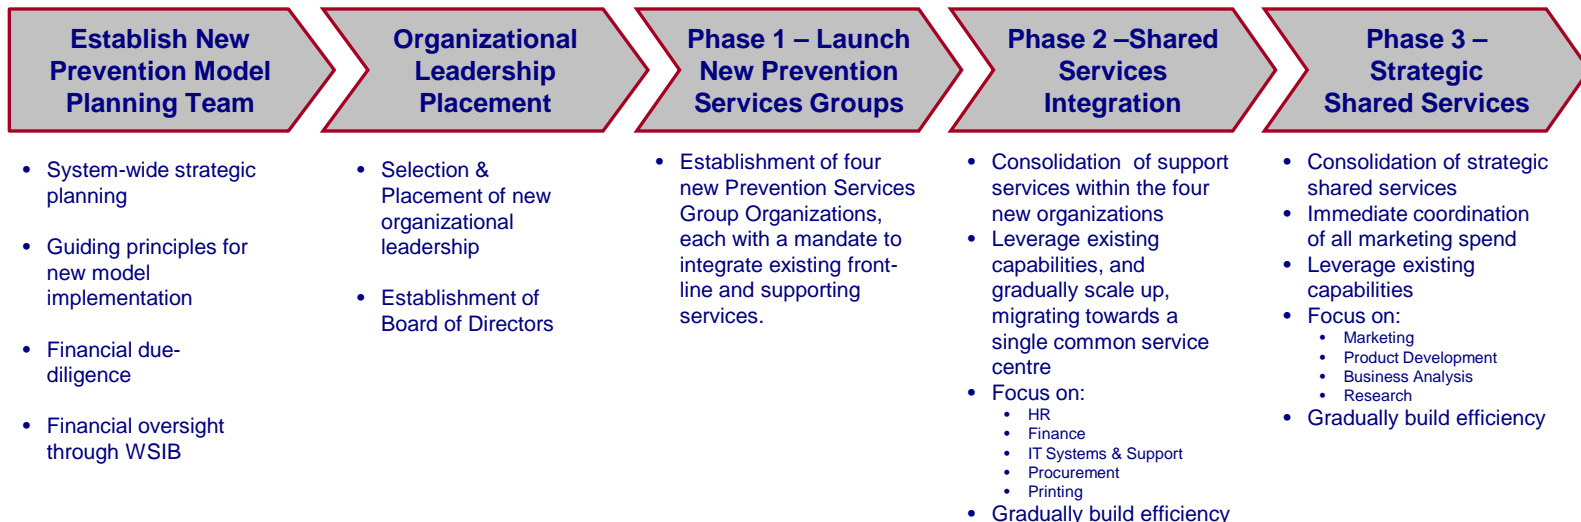 Establish New
Prevention Model
Planning Team
• System-wide strategic
planning
• Guiding principles for
new model
implementation
• Financial due-
diligence
• Financial oversight
through WSIB
Organizational
Leadership
Placement
• Selection &
Placement of new
organizational
leadership
• Establishment of
Board of Directors
Phase 1 – Launch
New Prevention
Services Groups
• Establishment of four
new Prevention Services
Group Organizations,
each with a mandate to
integrate existing front-
line and supporting
services.
Phase 2 –Shared
Services
Integration
• Consolidation of support
services within the four
new organizations
• Leverage existing
capabilities, and
gradually scale up,
migrating towards a
single common service
centre
• Focus on:
• HR
• Finance
• IT Systems & Support
• Procurement
• Printing
• Gradually build efficiency
Phase 3 –
Strategic
Shared Services
• Consolidation of strategic
shared services
• Immediate coordination
of all marketing spend
• Leverage existing
capabilities
• Focus on:
• Marketing
• Product Development
• Business Analysis
• Research
• Gradually build efficiency